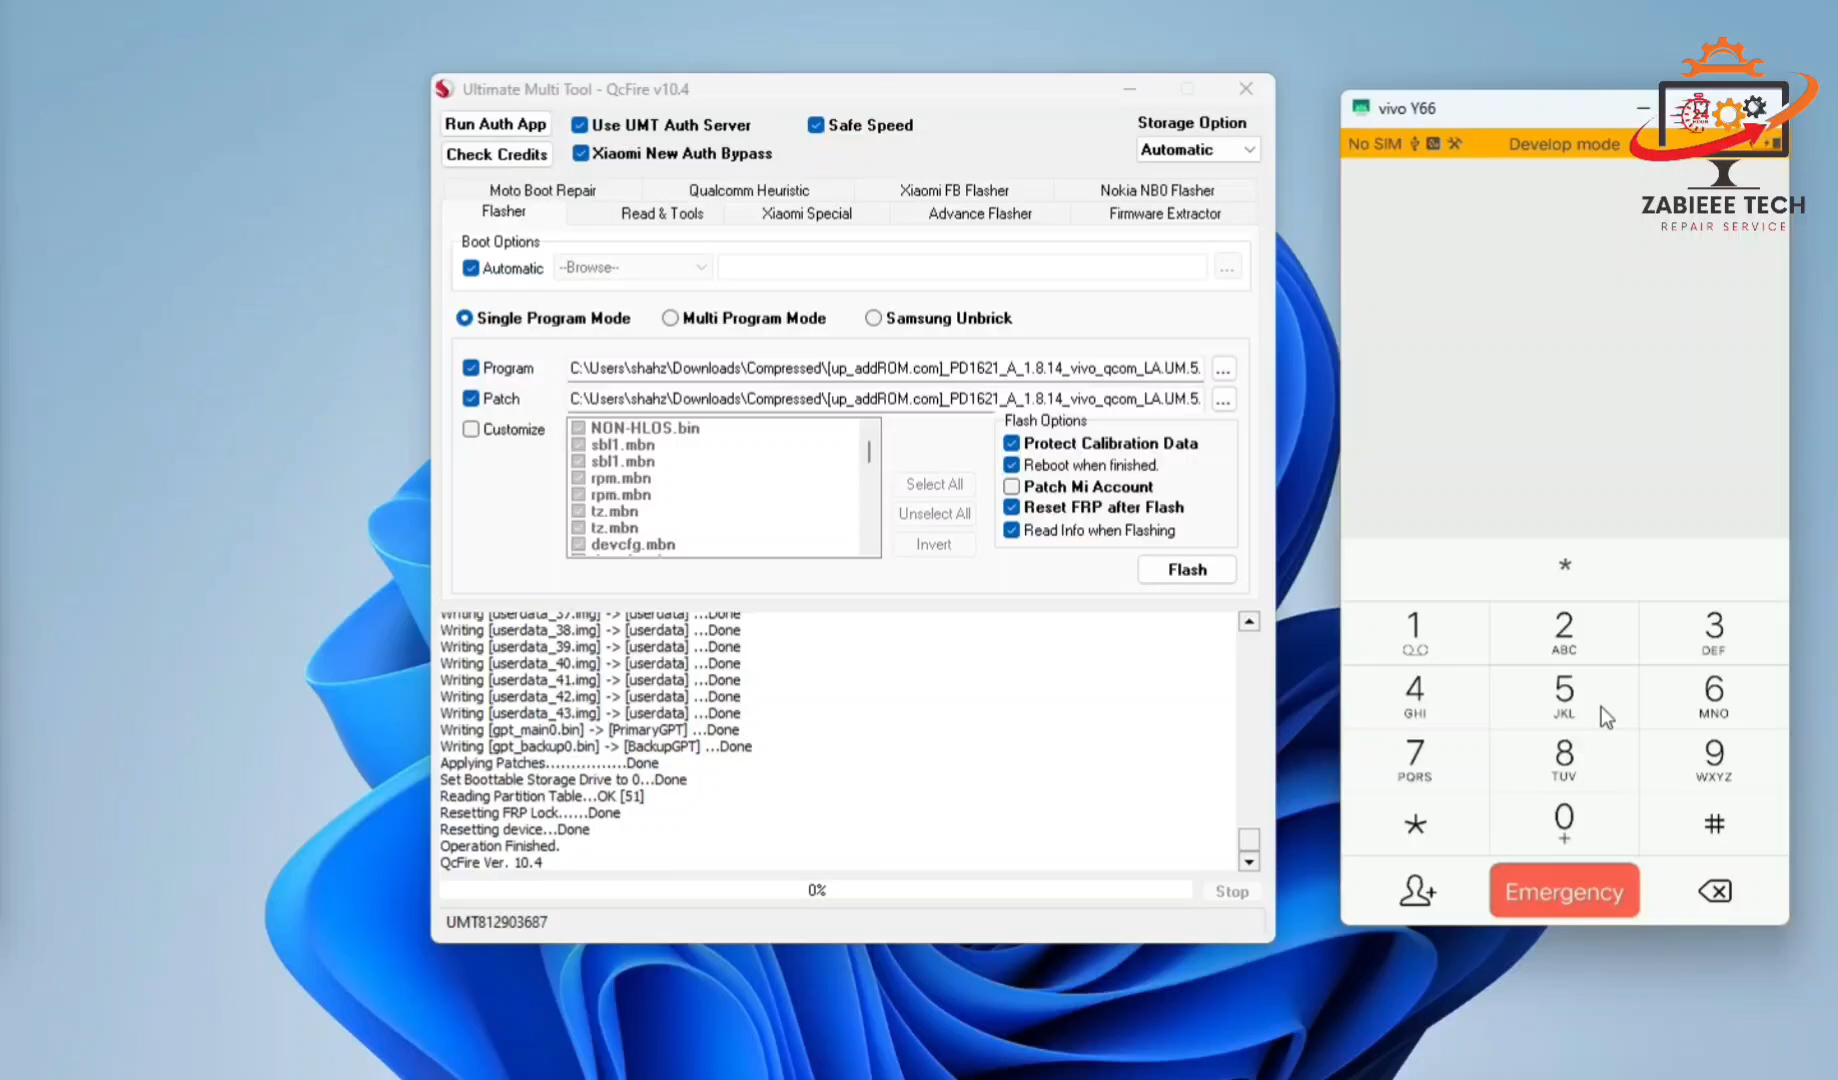 Ultimate Multi Tool - QcFire v10.4
Run Auth App
Use UMT Auth Server
Safe Speed
Storage Option
Check Credits
Xiaomi New Auth Bypass
Automatic
Moto Boot Repair
Qualcomm Heuristic
Xiaomi FB Flasher
Nokia NB0 Flasher
Flasher
Read & Tools
Xiaomi Special
Advance Flasher
Firmware Extractor
Boot Options
Automatic
--Browse--
...
Single Program Mode
Multi Program Mode
Samsung Unbrick
Program
C:\Users\shahz\Downloads\Compressed\[up_addROM.com]_PD1621_A_1.8.14_vivo_qcom_LA.UM.5.
...
Patch
C:\Users\shahz\Downloads\Compressed\[up_addROM.com]_PD1621_A_1.8.14_vivo_qcom_LA.UM.5.
...
Customize
NON-HLOS.bin
sbl1.mbn
sbl1.mbn
rpm.mbn
rpm.mbn
tz.mbn
tz.mbn
devcfg.mbn
Select All
Unselect All
Invert
Flash Options
Protect Calibration Data
Reboot when finished.
Patch Mi Account
Reset FRP after Flash
Read Info when Flashing
Flash
Writing [userdata_37.img] -> [userdata] ...Done
Writing [userdata_38.img] -> [userdata] ...Done
Writing [userdata_39.img] -> [userdata] ...Done
Writing [userdata_40.img] -> [userdata] ...Done
Writing [userdata_41.img] -> [userdata] ...Done
Writing [userdata_42.img] -> [userdata] ...Done
Writing [userdata_43.img] -> [userdata] ...Done
Writing [gpt_main0.bin] -> [PrimaryGPT] ...Done
Writing [gpt_backup0.bin] -> [BackupGPT] ...Done
Applying Patches................Done
Set Boottable Storage Drive to 0...Done
Reading Partition Table...OK [51]
Resetting FRP Lock......Done
Resetting device...Done
Operation Finished.
QcFire Ver. 10.4
0%
Stop
UMT812903687
vivo Y66
No SIM
Develop mode
24
ZABIEEE TECH
REPAIR SERVICE
*
1
2 ABC
3 DEF
4 GHI
5 JKL
6 MNO
7 PQRS
8 TUV
9 WXYZ
*
0 +
#
Emergency